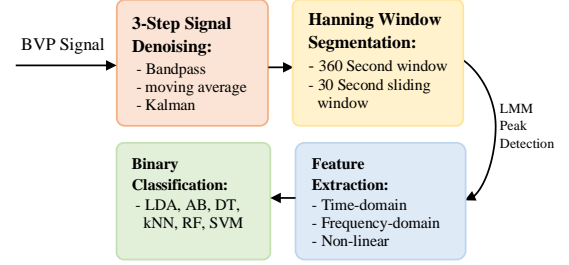 BVP Signal
3-Step Signal
Denoising:
- Bandpass
- moving average
- Kalman
Hanning Window
Segmentation:
- 360 Second window
- 30 Second sliding
window
LMM
Peak
Detection
Feature
Extraction:
- Time-domain
- Frequency-domain
- Non-linear
Binary
Classification:
- LDA, AB, DT,
kNN, RF, SVM